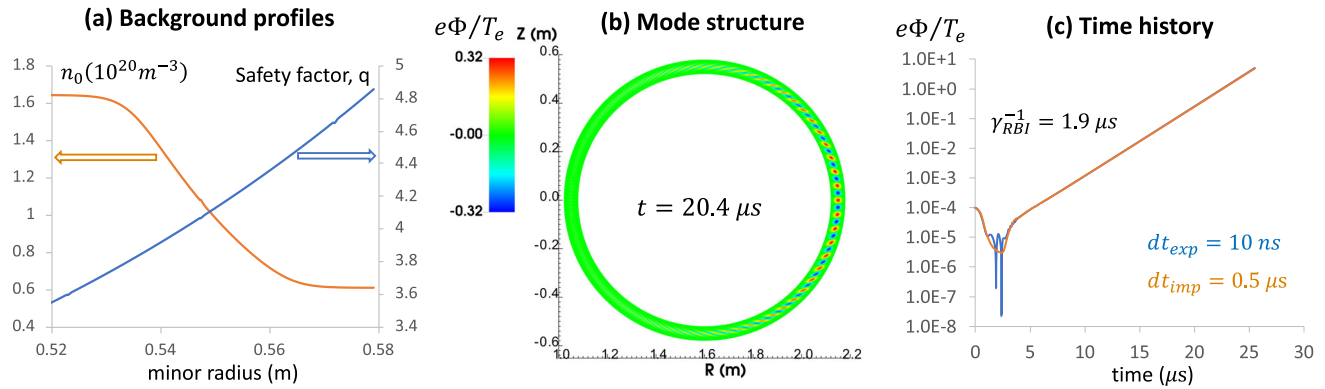 (a) Background profiles
n₀(10²⁰m⁻³)
Safety factor, q
1.8
1.6
1.4
1.2
1
0.8
0.6
0.4
5
4.8
4.6
4.4
4.2
4
3.8
3.6
3.4
0.52
0.54
0.56
0.58
minor radius (m)
eΦ/Tₑ
0.32
-0.00
-0.32
(b) Mode structure
Z (m)
0.6
0.4
0.2
0.0
-0.2
-0.4
-0.6
t = 20.4 μs
1.0
1.2
1.4
1.6
1.8
2.0
2.2
R (m)
eΦ/Tₑ
(c) Time history
1.0E+1
1.0E+0
1.0E-1
1.0E-2
1.0E-3
1.0E-4
1.0E-5
1.0E-6
1.0E-7
1.0E-8
γ_RBI⁻¹ = 1.9 μs
dt_exp = 10 ns
dt_imp = 0.5 μs
0
5
10
15
20
25
30
time (μs)